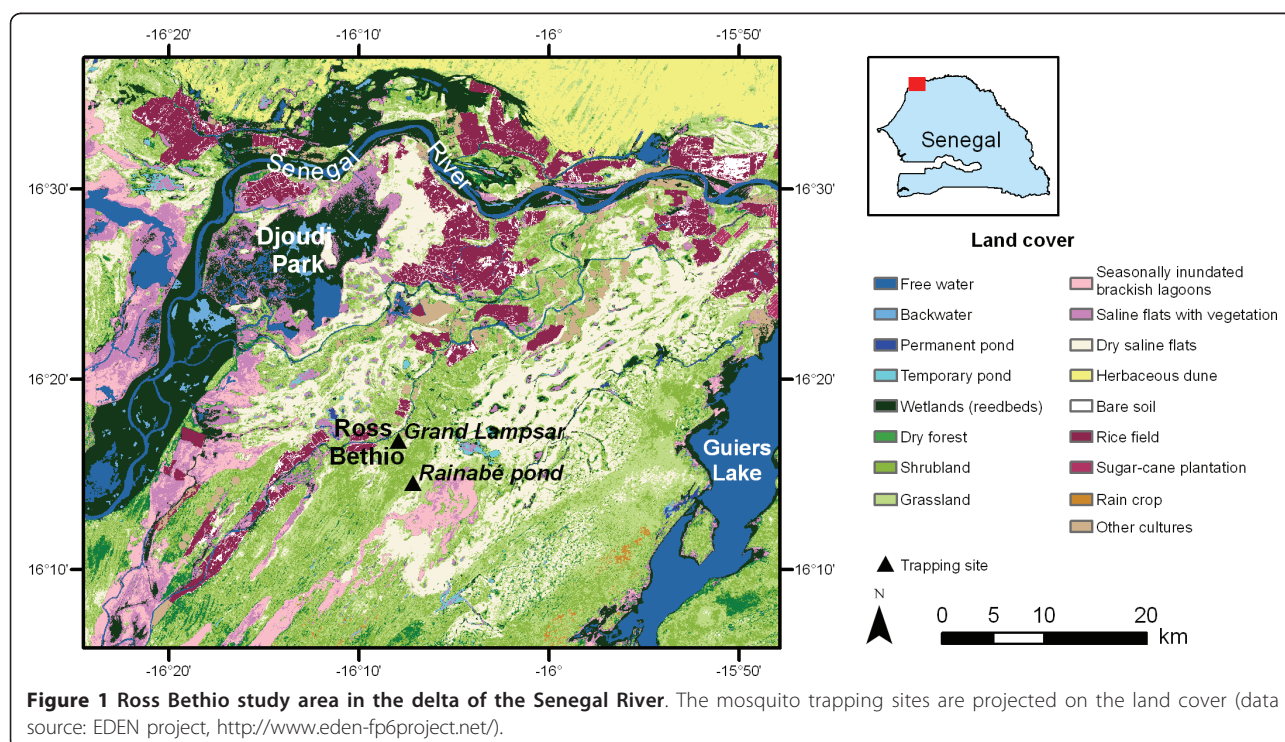 -16°20' -16°10' -16° -15°50'
16°30'
16°20'
16°10'
Senegal River
Djoudj
Park
Ross
Bethio
Grand Lampsar
Rainabé pond
Guiers
Lake
16°30'
16°20'
16°10'
-16°20' -16°10' -16° -15°50'
Senegal
Land cover
Free water
Backwater
Permanent pond
Temporary pond
Wetlands (reedbeds)
Dry forest
Shrubland
Grassland
Seasonally inundated
brackish lagoons
Saline flats with vegetation
Dry saline flats
Herbaceous dune
Bare soil
Rice field
Sugar-cane plantation
Rain crop
Other cultures
Trapping site
N
0 5 10 20
km
Figure 1 Ross Bethio study area in the delta of the Senegal River. The mosquito trapping sites are projected on the land cover (data
source: EDEN project, http://www.eden-fp6project.net/).